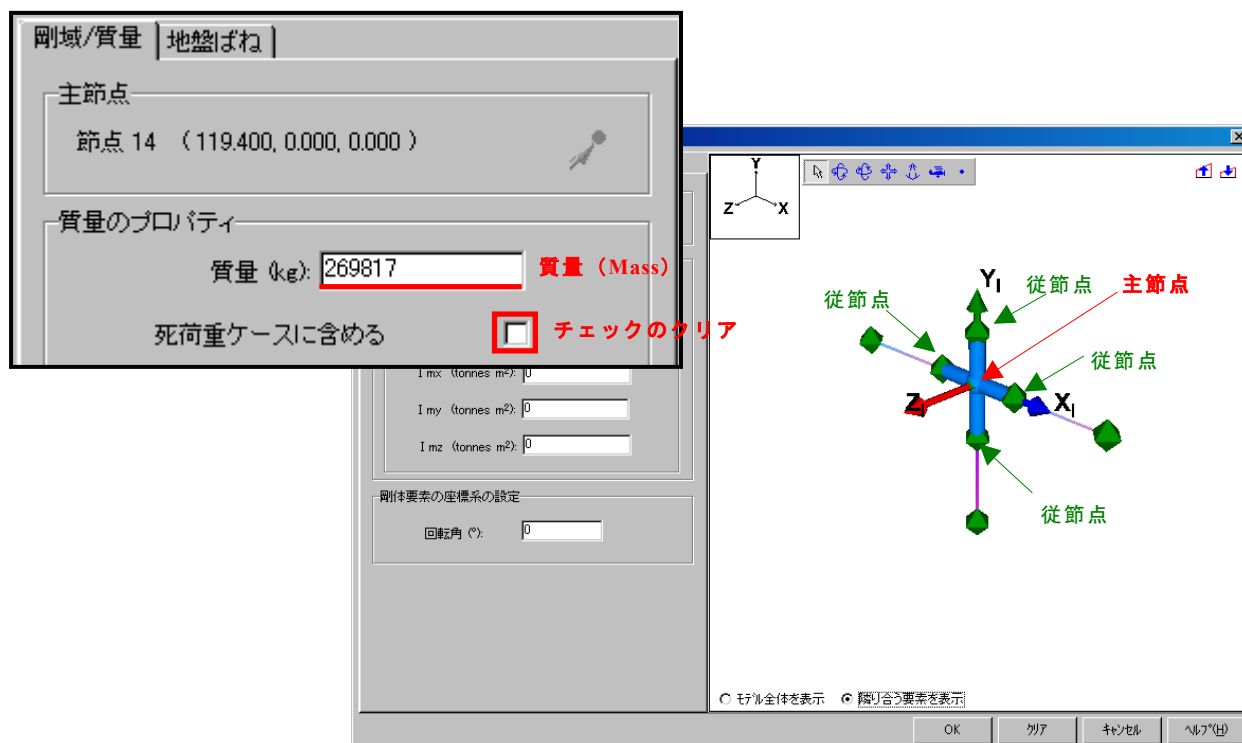 剛域/質量 地盤ばね
主節点
節点 14 ( 119.400, 0.000, 0.000 )
質量のプロパティ
質量 (kg): 269817 質量（Mass）
死荷重ケースに含める チェックのクリア
I mx (tonnes m²): 0
I my (tonnes m²): 0
I mz (tonnes m²): 0
剛体要素の座標系の設定
回転角 (°): 0
Y
Z X
従節点
Yl
従節点
主節点
従節点
Z
Xl
従節点
モデル全体を表示 隣り合う要素を表示
OK クリア キャンセル ヘルプ(H)